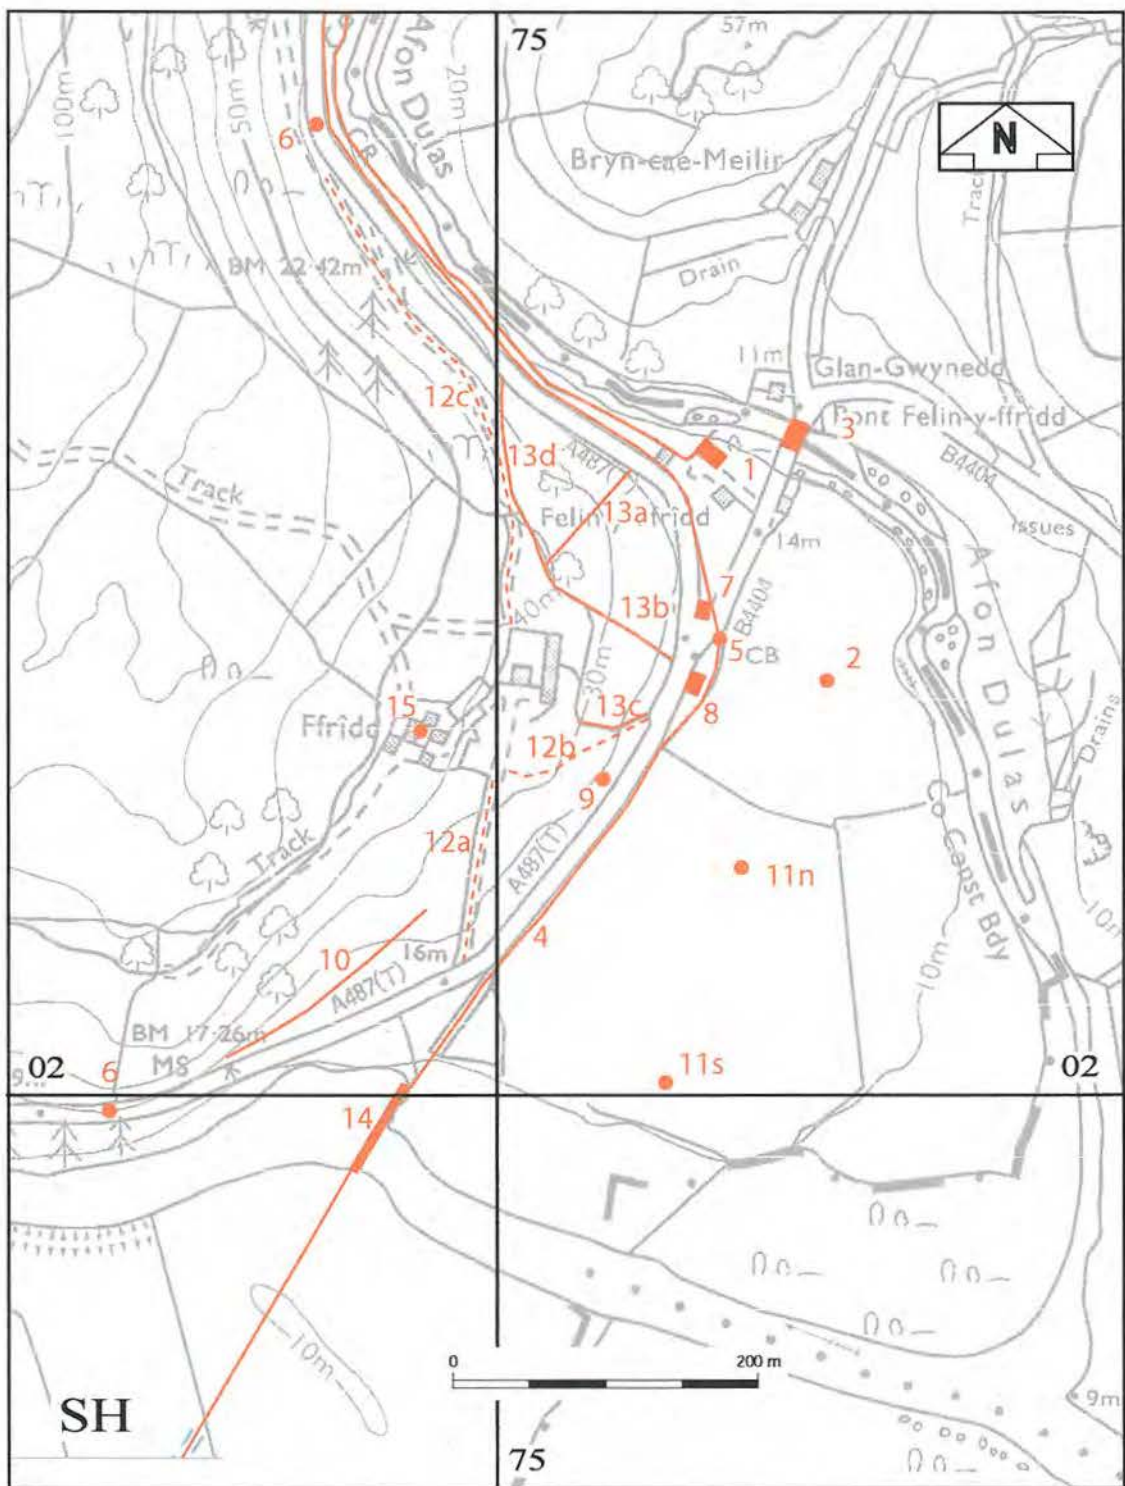 75
57m
N
Afon Dulas
20m
50m
100m
6
CR
Bryn-cae-Meilir
Track
BM 22·42m
Drain
11m
Glan-Gwynedd
Pont Felin-y-ffrîdd
3
12c
13d
A487(T)
1
B4404
Track
13a
Issues
14m
Afon Dulas
7
B4404
40m
13b
5
CB
2
30m
15
Ffrîdd
13c
8
12b
Drains
9
12a
A487(T)
Track
11n
Co Const Bdy
4
10
16m
10m
10m
A487(T)
BM 17·26m
02
MS
11s
02
6
14
10m
0
200 m
SH
9m
75